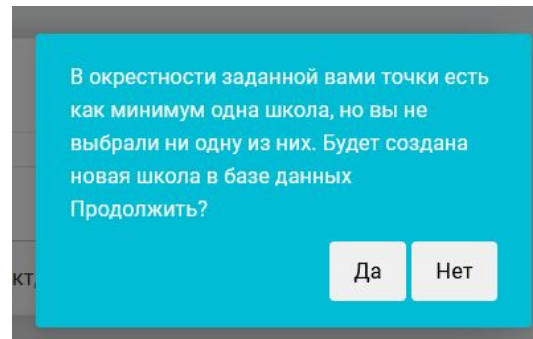 В окрестности заданной вами точки есть
как минимум одна школа, но вы не
выбрали ни одну из них. Будет создана
новая школа в базе данных
Продолжить?
Да Нет
кт,